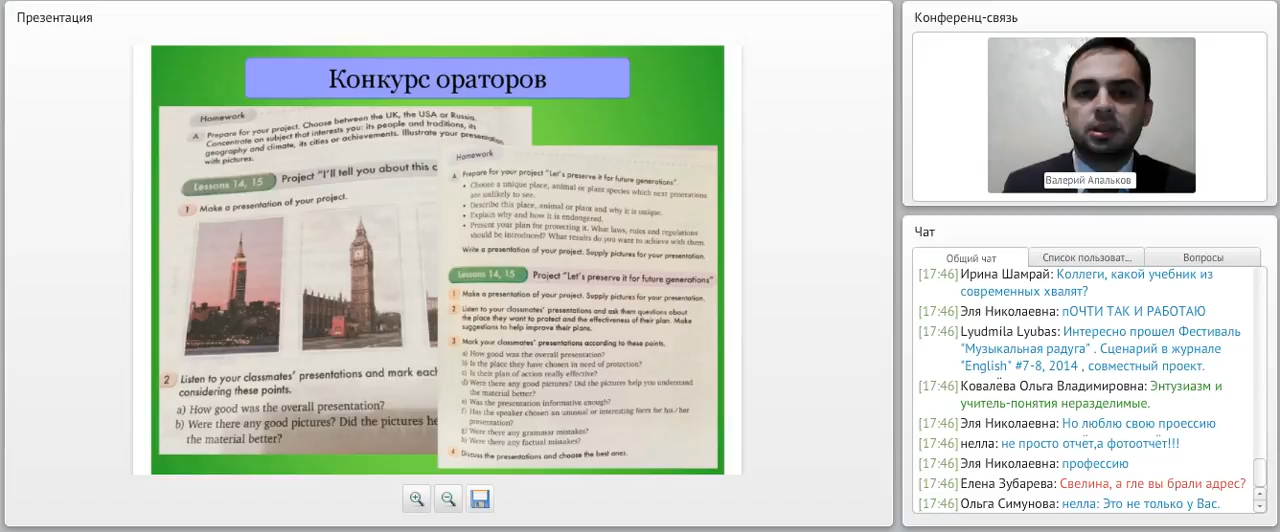 Презентация
Конкурс ораторов
Homework
A Prepare for your project. Choose between the UK, the USA or Russia.
Concentrate on subject that interests you: its people and traditions, its
geography and climate, its cities or achievements. Illustrate your presentation
with pictures.
Lessons 14, 15 Project "I'll tell you about this c
1 Make a presentation of your project.
2 Listen to your classmates' presentations and mark each
considering these points.
a) How good was the overall presentation?
b) Were there any good pictures? Did the pictures he
the material better?
Homework
A Prepare for your project "Let's preserve it for future generations".
• Choose a unique place, animal or plant species which next generations
are unlikely to see.
• Describe this place, animal or plant and why it is unique.
• Explain why and how it is endangered.
• Present your plan for protecting it. What laws, rules and regulations
should be introduced? What results do you want to achieve with them.
Write a presentation of your project. Supply pictures for your presentation.
Lessons 14, 15 Project "Let's preserve it for future generations"
1 Make a presentation of your project. Supply pictures for your presentation.
2 Listen to your classmates' presentations and ask them questions about
the place they want to protect and the effectiveness of their plan. Make
suggestions to help improve their plans.
3 Mark your classmates' presentations according to these points.
a) How good was the overall presentation?
b) Is the place they have chosen in need of protection?
c) Is their plan of action really effective?
d) Were there any good pictures? Did the pictures help you understand
the material better?
e) Was the presentation informative enough?
f) Has the speaker chosen an unusual or interesting form for his/her
presentation?
g) Were there any grammar mistakes?
h) Were there any factual mistakes?
4 Discuss the presentations and choose the best ones.
Конференц-связь
Валерий Апальков
Чат
Общий чат Список пользоват... Вопросы
[17:46] Ирина Шамрай: Коллеги, какой учебник из
современных хвалят?
[17:46] Эля Николаевна: пОЧТИ ТАК И РАБОТАЮ
[17:46] Lyudmila Lyubas: Интересно прошел Фестиваль
"Музыкальная радуга" . Сценарий в журнале
"English" #7-8, 2014 , совместный проект.
[17:46] Ковалёва Ольга Владимировна: Энтузиазм и
учитель-понятия неразделимые.
[17:46] Эля Николаевна: Но люблю свою проессию
[17:46] нелла: не просто отчёт,а фотоотчёт!!!
[17:46] Эля Николаевна: профессию
[17:46] Елена Зубарева: Свелина, а гле вы брали адрес?
[17:46] Ольга Симунова: нелла: Это не только у Вас.